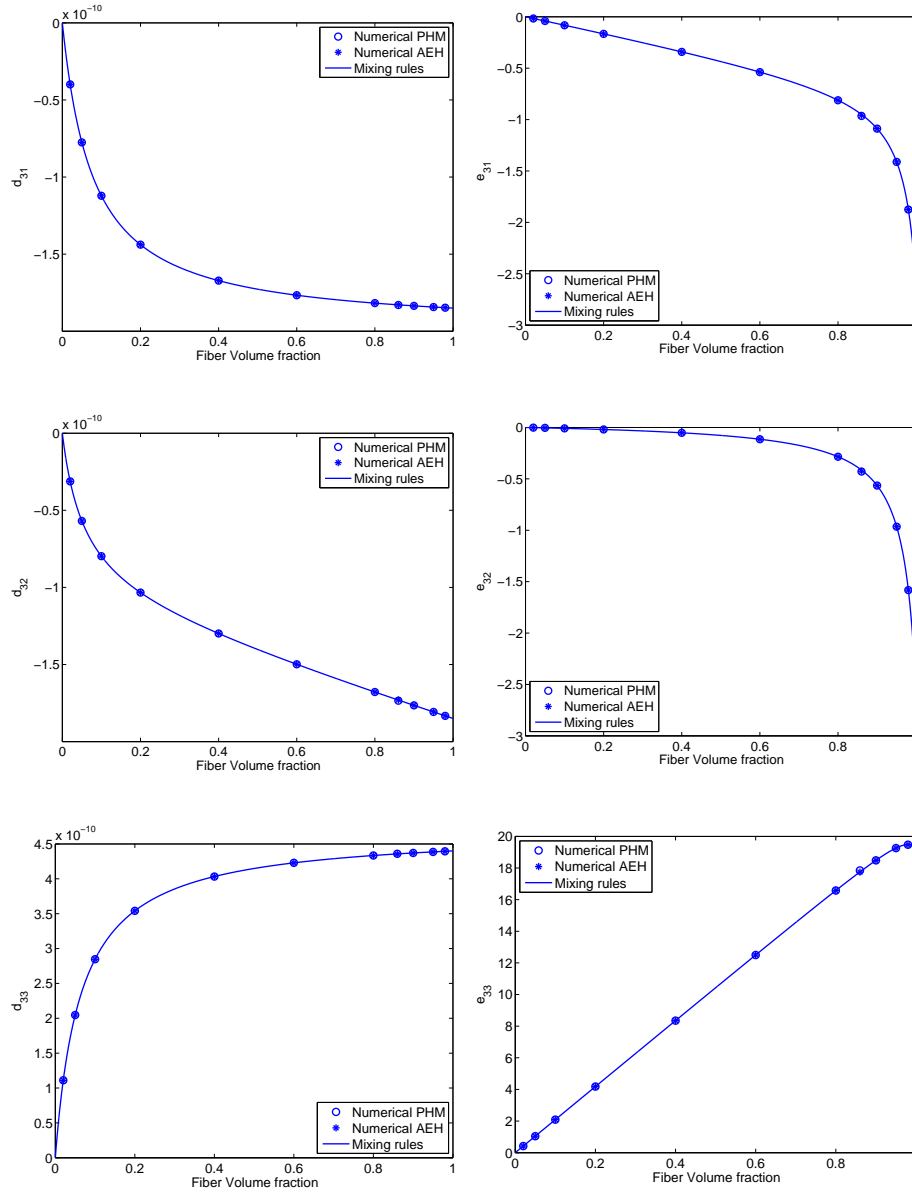 x 10⁻¹⁰
0
−0.5
−1
−1.5
d₃₁
0 0.2 0.4 0.6 0.8 1
Fiber Volume fraction
Numerical PHM
Numerical AEH
Mixing rules
0
−0.5
−1
−1.5
−2
−2.5
−3
e₃₁
0 0.2 0.4 0.6 0.8
Fiber Volume fraction
Numerical PHM
Numerical AEH
Mixing rules
x 10⁻¹⁰
0
−0.5
−1
−1.5
d₃₂
0 0.2 0.4 0.6 0.8 1
Fiber Volume fraction
Numerical PHM
Numerical AEH
Mixing rules
0
−0.5
−1
−1.5
−2
−2.5
−3
e₃₂
0 0.2 0.4 0.6 0.8
Fiber Volume fraction
Numerical PHM
Numerical AEH
Mixing rules
x 10⁻¹⁰
4.5
4
3.5
3
2.5
2
1.5
1
0.5
0
d₃₃
0 0.2 0.4 0.6 0.8 1
Fiber Volume fraction
Numerical PHM
Numerical AEH
Mixing rules
20
18
16
14
12
10
8
6
4
2
0
e₃₃
0 0.2 0.4 0.6 0.8
Fiber Volume fraction
Numerical PHM
Numerical AEH
Mixing rules